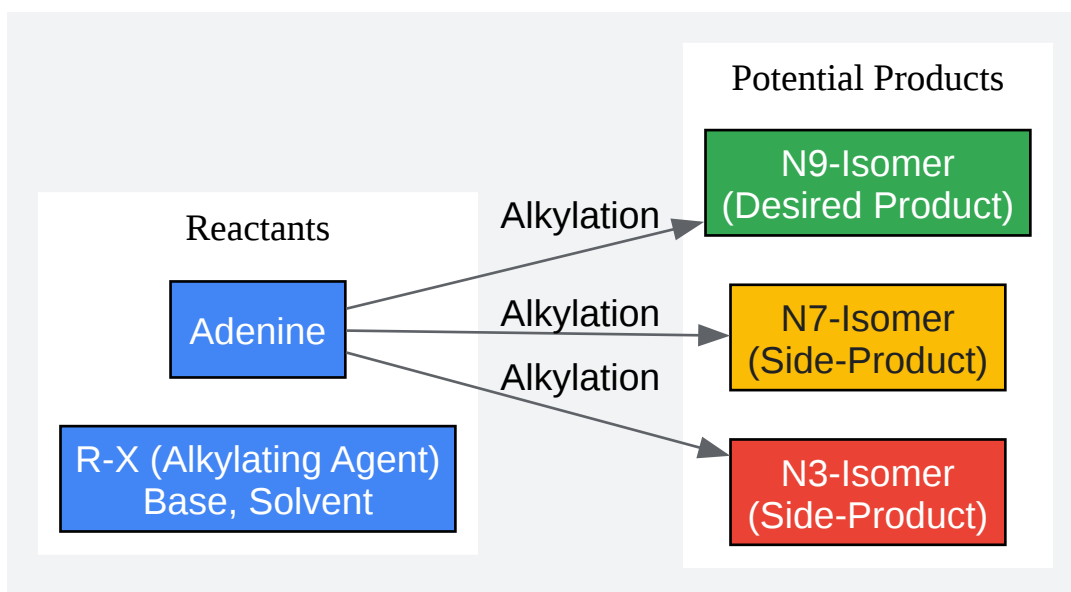 Reactants
Adenine
R-X (Alkylating Agent)
Base, Solvent
Alkylation
Alkylation
Alkylation
Potential Products
N9-Isomer
(Desired Product)
N7-Isomer
(Side-Product)
N3-Isomer
(Side-Product)